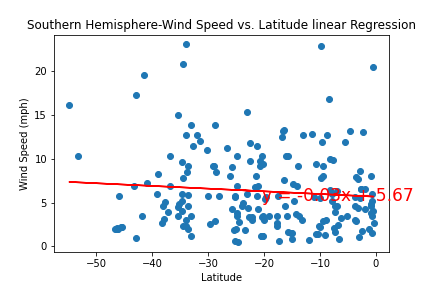 Southern Hemisphere-Wind Speed vs. Latitude linear Regression
Wind Speed (mph)
20
15
10
5
0
y = -0.03x + 5.67
−50
−40
−30
−20
−10
0
Latitude